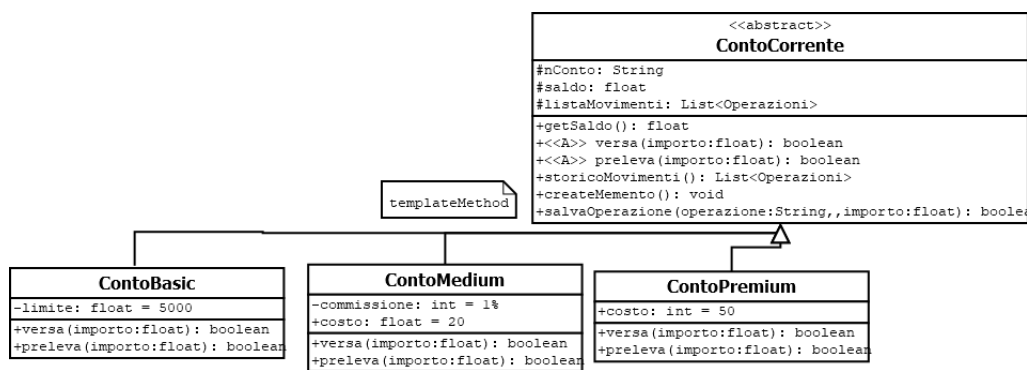 <<abstract>>
ContoCorrente
#nConto: String
#saldo: float
#listaMovimenti: List<Operazioni>
+getSaldo(): float
+<<A>> versa(importo:float): boolean
+<<A>> preleva(importo:float): boolean
+storicoMovimenti(): List<Operazioni>
+createMemento(): void
+salvaOperazione(operazione:String,,importo:float): boolea
templateMethod
ContoBasic
-limite: float = 5000
+versa(importo:float): boolean
+preleva(importo:float): boolean
ContoMedium
-commissione: int = 1%
+costo: float = 20
+versa(importo:float): boolean
+preleva(importo:float): boolean
ContoPremium
+costo: int = 50
+versa(importo:float): boolean
+preleva(importo:float): boolean